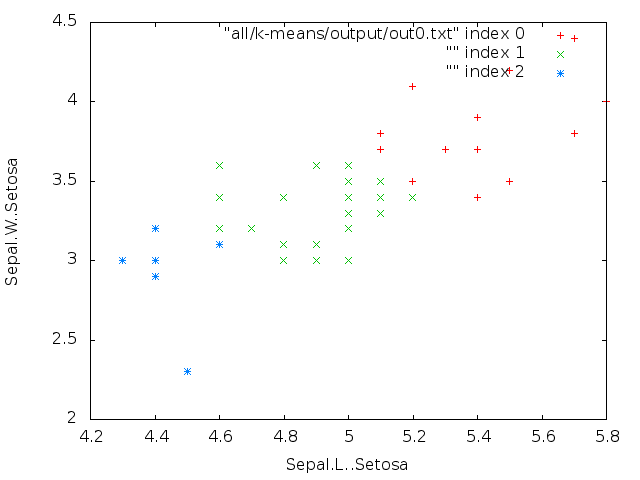 "all/k-means/output/out0.txt" index 0
"" index 1
"" index 2
4.5
4
3.5
3
2.5
2
Sepal.W..Setosa
4.2 4.4 4.6 4.8 5 5.2 5.4 5.6 5.8
Sepal.L..Setosa